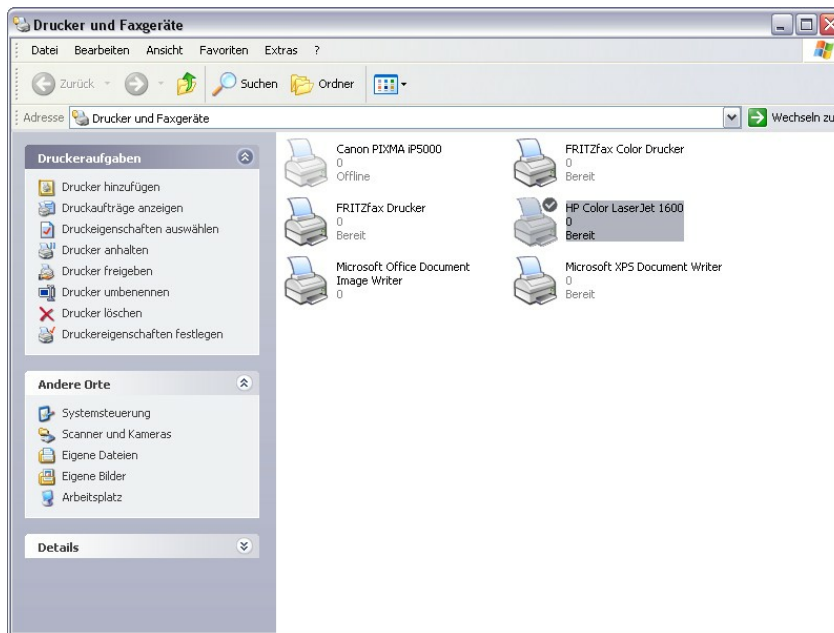 Drucker und Faxgeräte
Datei Bearbeiten Ansicht Favoriten Extras ?
Zurück Suchen Ordner
Adresse Drucker und Faxgeräte Wechseln zu
Druckeraufgaben
Drucker hinzufügen
Druckaufträge anzeigen
Druckeigenschaften auswählen
Drucker anhalten
Drucker freigeben
Drucker umbenennen
Drucker löschen
Druckereigenschaften festlegen
Andere Orte
Systemsteuerung
Scanner und Kameras
Eigene Dateien
Eigene Bilder
Arbeitsplatz
Details
Canon PIXMA iP5000
0
Offline
FRITZfax Color Drucker
0
Bereit
FRITZfax Drucker
0
Bereit
HP Color LaserJet 1600
0
Bereit
Microsoft Office Document
Image Writer
0
Microsoft XPS Document Writer
0
Bereit